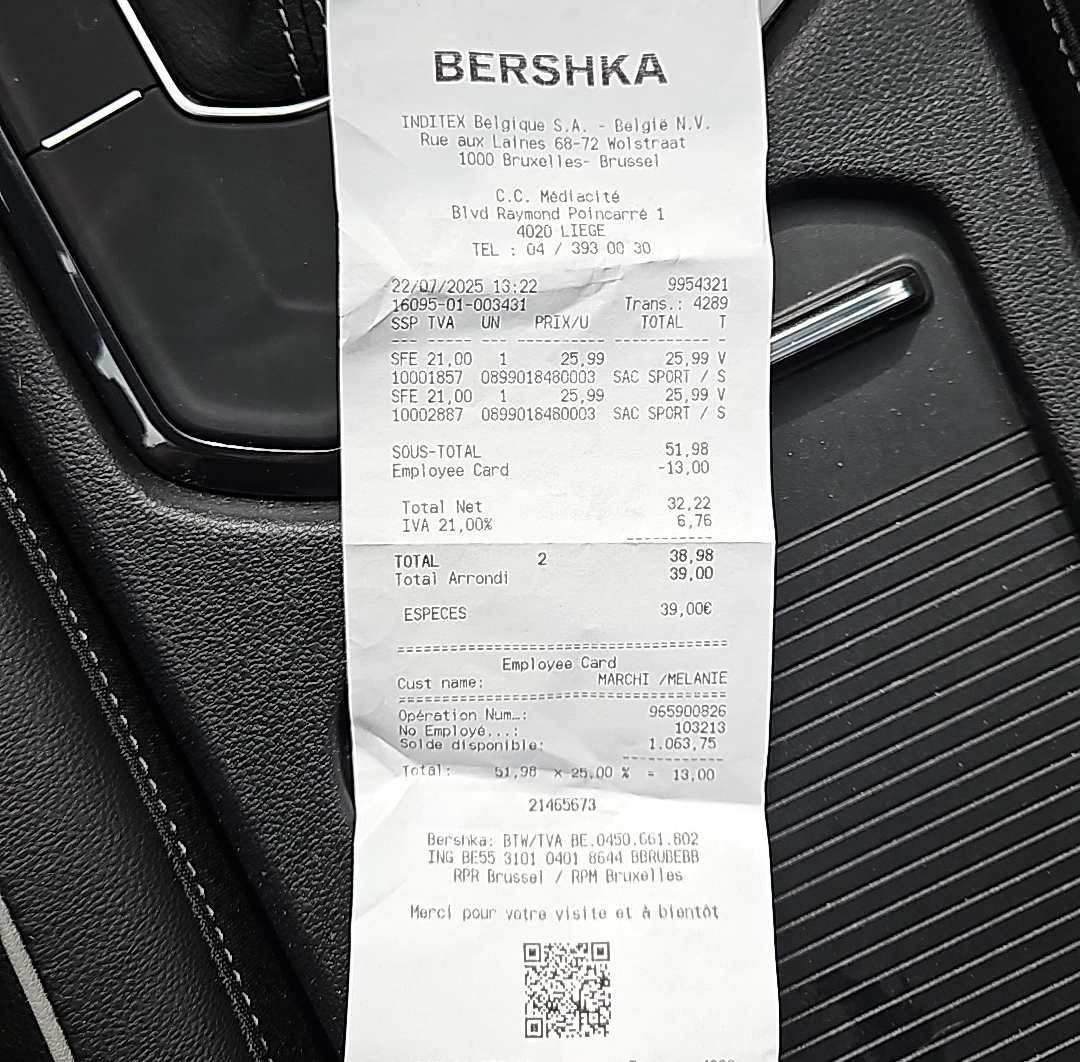 BERSHKA
INDITEX Belgique S.A. - België N.V.
Rue aux Laines 68-72 Wolstraat
1000 Bruxelles- Brussel
C.C. Médiacité
Blvd Raymond Poincarré 1
4020 LIEGE
TEL : 04 / 393 00 30
22/07/2025 13:22 9954321
16095-01-003431 Trans.: 4289
SSP TVA UN PRIX/U TOTAL T
--- ----- --- ---------- ----------- -
SFE 21,00 1 25,99 25,99 V
10001857 0899018480003 SAC SPORT / S
SFE 21,00 1 25,99 25,99 V
10002887 0899018480003 SAC SPORT / S
SOUS-TOTAL 51,98
Employee Card -13,00
Total Net 32,22
IVA 21,00% 6,76
----------
TOTAL 2 38,98
Total Arrondi 39,00
ESPECES 39,00€
======================================
Employee Card
Cust name: MARCHI /MELANIE
======================================
Opération Num…: 965900826
No Employé...: 103213
Solde disponible: 1.063,75
-----------
Total: 51,98 x 25.00 % = 13,00
21465673
Bershka: BTW/TVA BE.0450.661.802
ING BE55 3101 0401 8644 BBRUBEBB
RPR Brussel / RPM Bruxelles
Merci pour votre visite et à bientôt